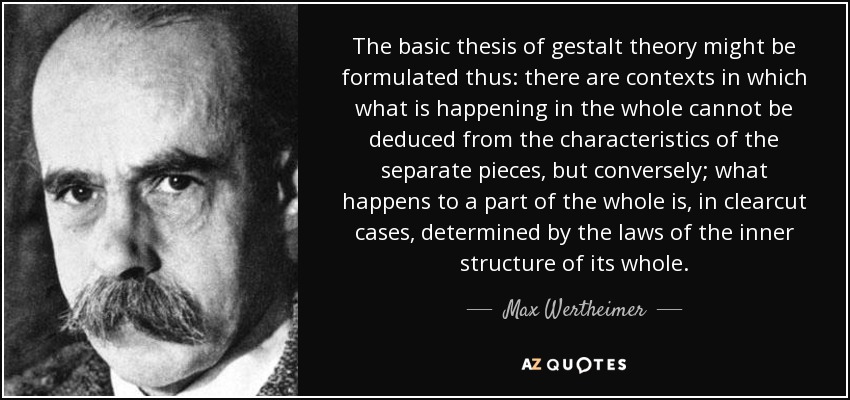 The basic thesis of gestalt theory might be
formulated thus: there are contexts in which
what is happening in the whole cannot be
deduced from the characteristics of the
separate pieces, but conversely; what
happens to a part of the whole is, in clearcut
cases, determined by the laws of the inner
structure of its whole.
Max Wertheimer
AZ QUOTES